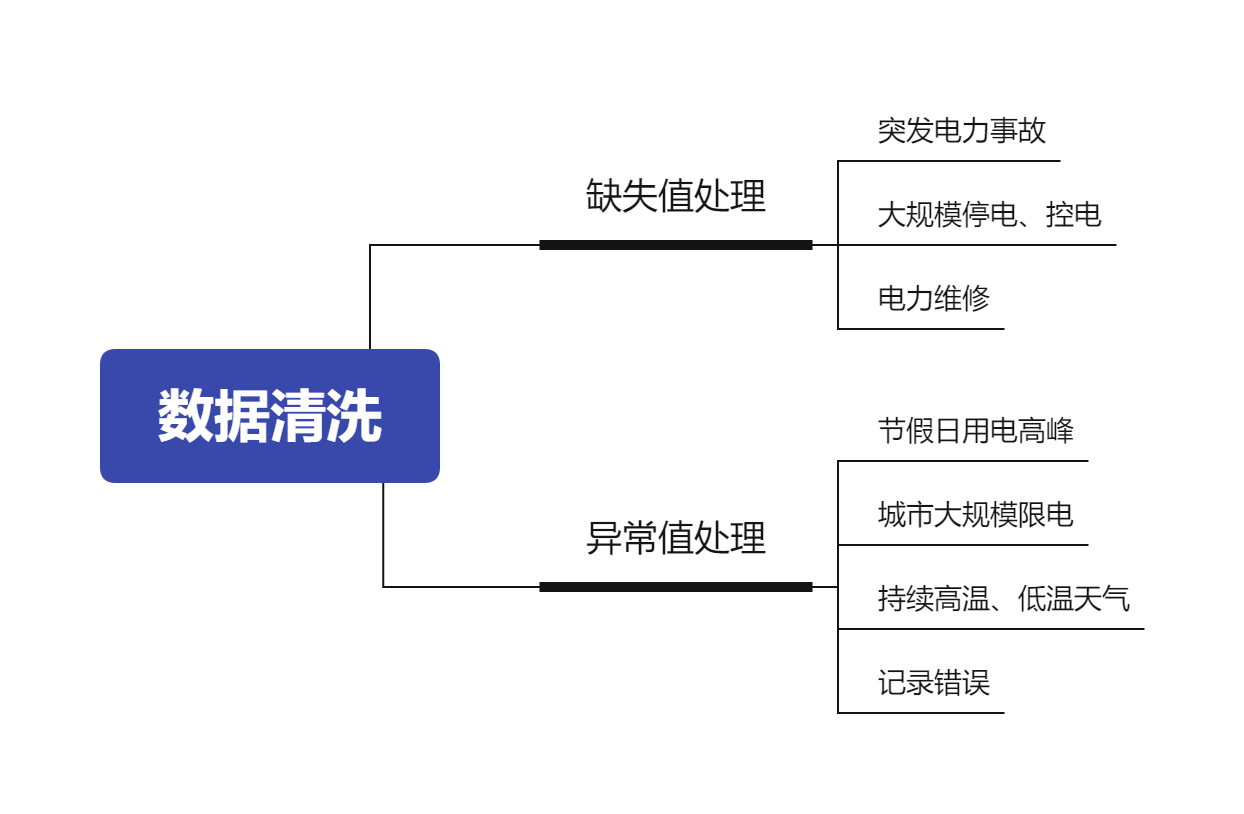 数据清洗
缺失值处理
突发电力事故
大规模停电、控电
电力维修
异常值处理
节假日用电高峰
城市大规模限电
持续高温、低温天气
记录错误